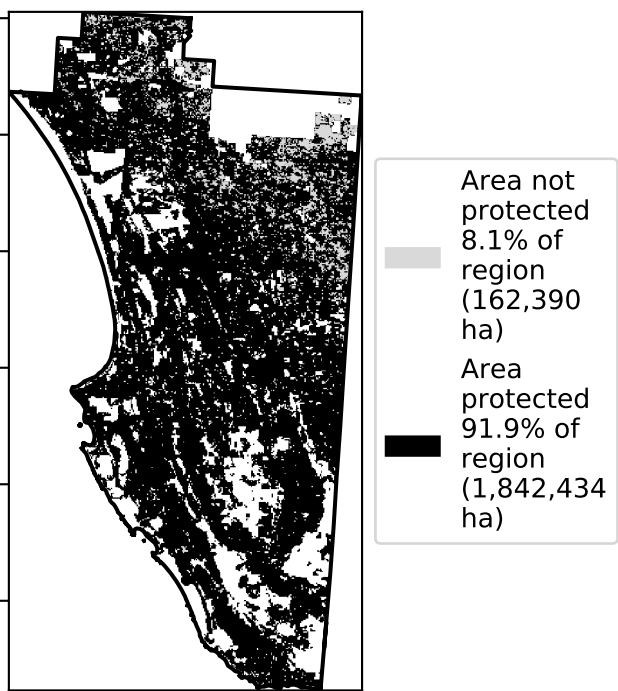 Area not
protected
8.1% of
region
(162,390
ha)
Area
protected
91.9% of
region
(1,842,434
ha)